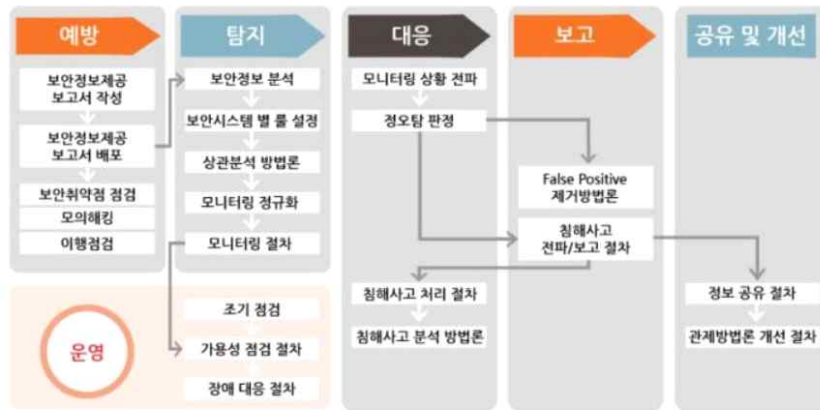 예방
보안정보제공
보고서 작성
보안정보제공
보고서 배포
보안취약점 점검
모의해킹
이행점검
탐지
보안정보 분석
보안시스템 별 룰 설정
상관분석 방법론
모니터링 정규화
모니터링 절차
대응
모니터링 상황 전파
정오탐 판정
침해사고 처리 절차
침해사고 분석 방법론
보고
False Positive
제거방법론
침해사고
전파/보고 절차
공유 및 개선
정보 공유 절차
관제방법론 개선 절차
운영
조기 점검
가용성 점검 절차
장애 대응 절차